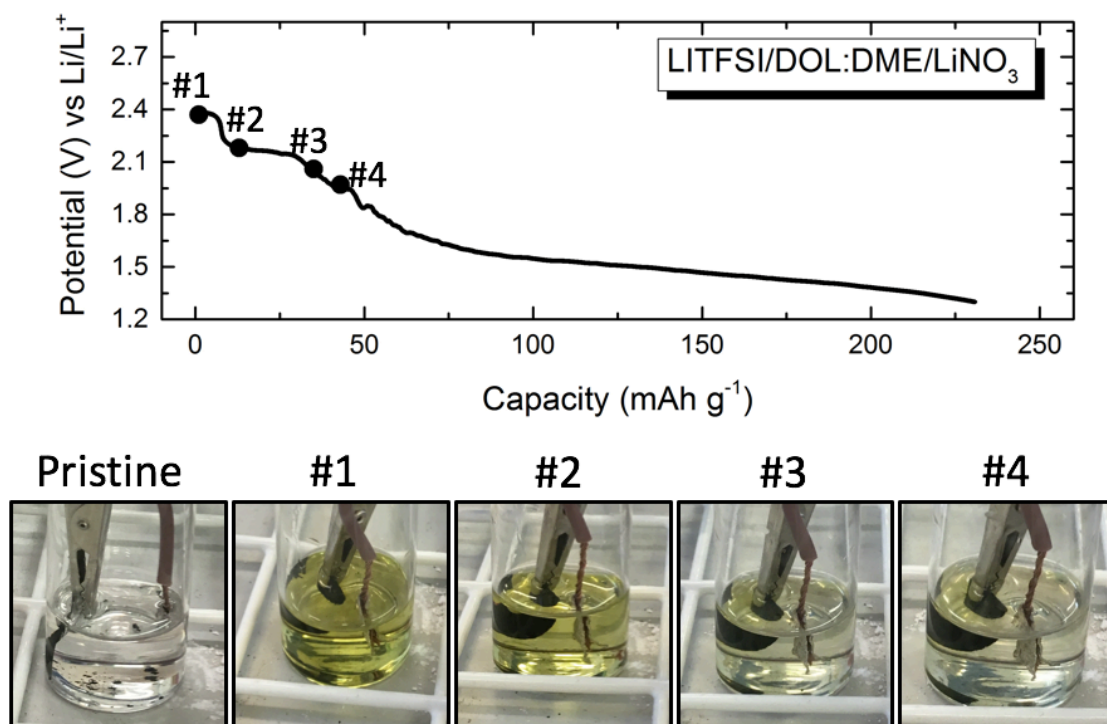 2.7
2.4
2.1
1.8
1.5
1.2
Potential (V) vs Li/Li⁺
LITFSI/DOL:DME/LiNO₃
#1
#2
#3
#4
0 50 100 150 200 250
Capacity (mAh g⁻¹)
Pristine #1 #2 #3 #4